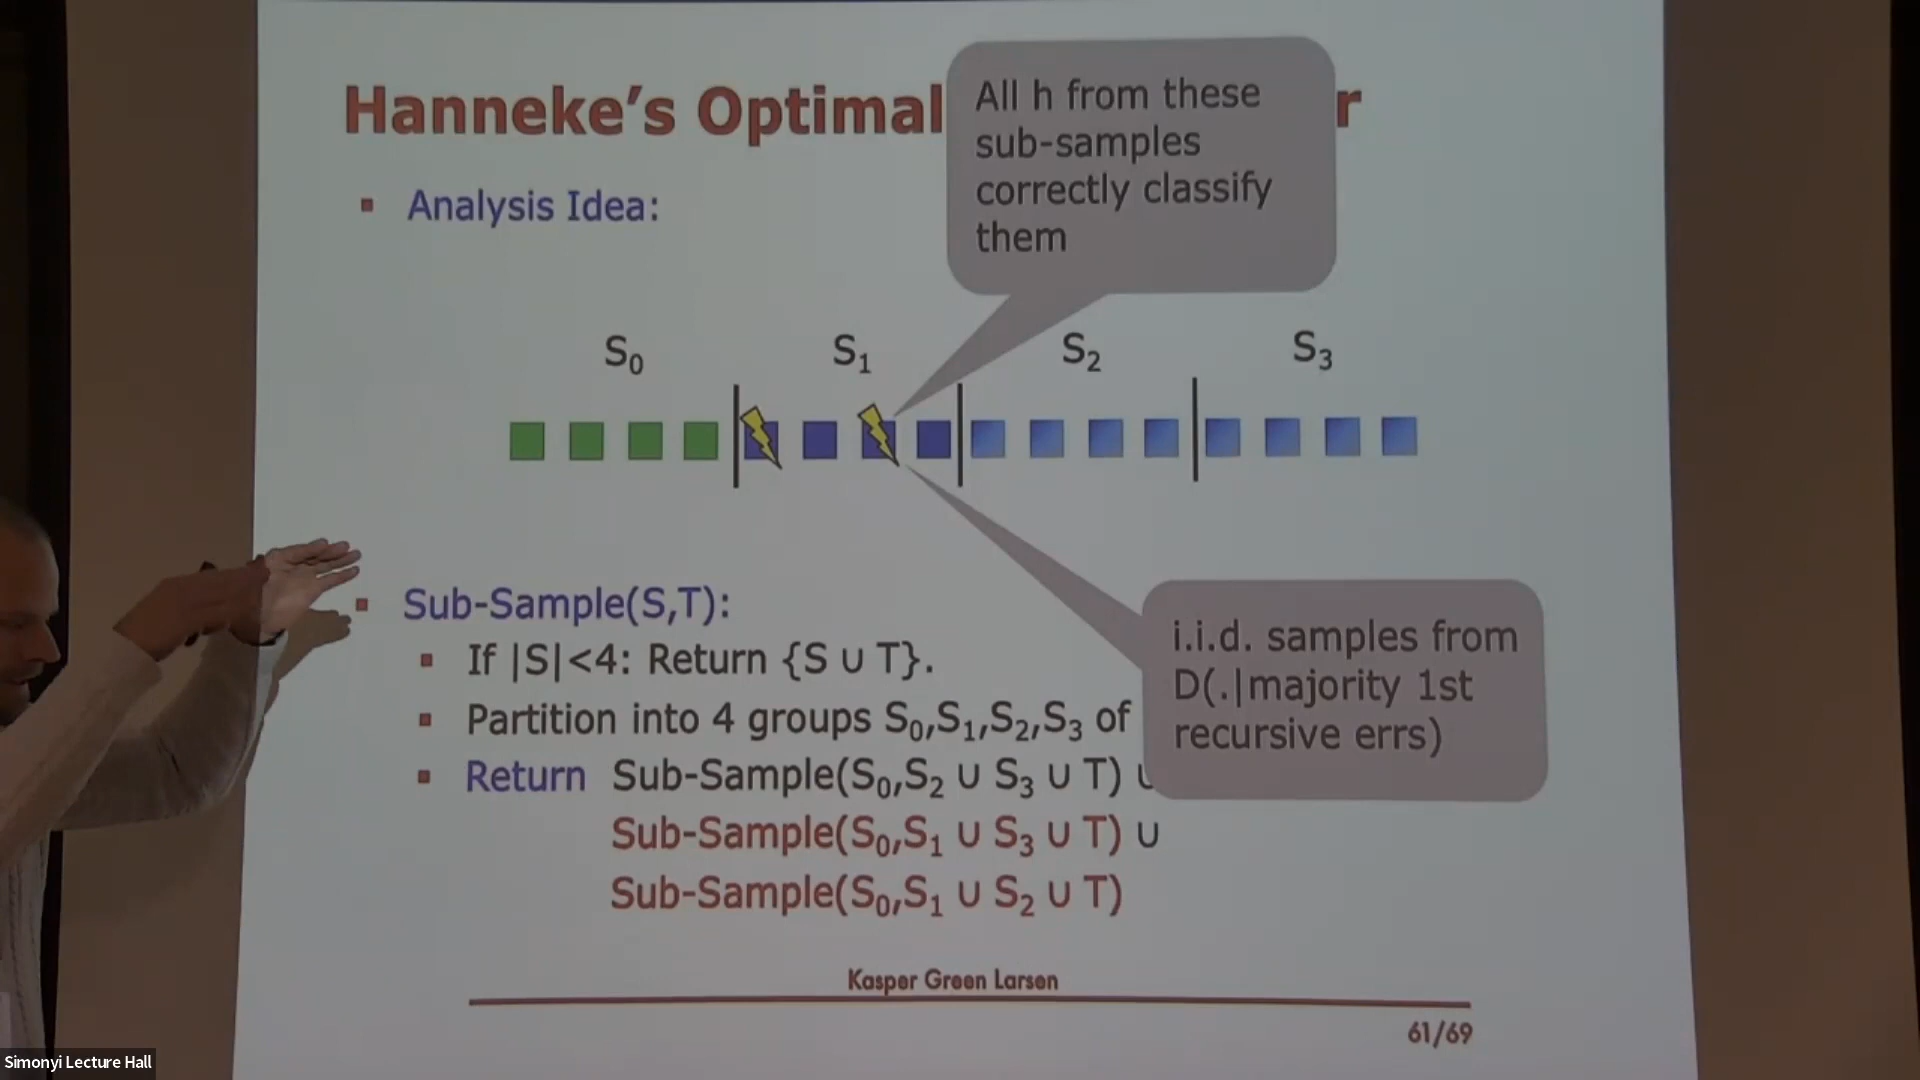 Hanneke's Optimal r
All h from these
sub-samples
correctly classify
them
▪ Analysis Idea:
S₀ S₁ S₂ S₃
▪ Sub-Sample(S,T):
▪ If |S|<4: Return {S ∪ T}.
▪ Partition into 4 groups S₀,S₁,S₂,S₃ of
▪ Return Sub-Sample(S₀,S₂ ∪ S₃ ∪ T) ∪
Sub-Sample(S₀,S₁ ∪ S₃ ∪ T) ∪
Sub-Sample(S₀,S₁ ∪ S₂ ∪ T)
i.i.d. samples from
D(.|majority 1st
recursive errs)
Kasper Green Larsen
61/69
Simonyi Lecture Hall